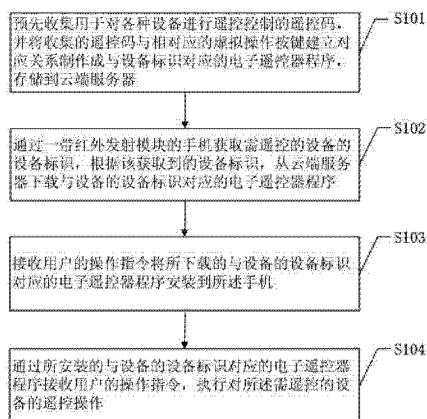 预先收集用于对各种设备进行遥控控制的遥控码，
并将收集的遥控码与相对应的虚拟操作按键建立对
应关系制作成与设备标识对应的电子遥控器程序，
存储到云端服务器
S101
通过一带红外发射模块的手机获取需遥控的设备的
设备标识，根据该获取到的设备标识，从云端服务
器下载与设备的设备标识对应的电子遥控器程序
S102
接收用户的操作指令将所下载的与设备的设备标识
对应的电子遥控器程序安装到所述手机
S103
通过所安装的与设备的设备标识对应的电子遥控器
程序接收用户的操作指令，执行对所述需遥控的设
备的遥控操作
S104